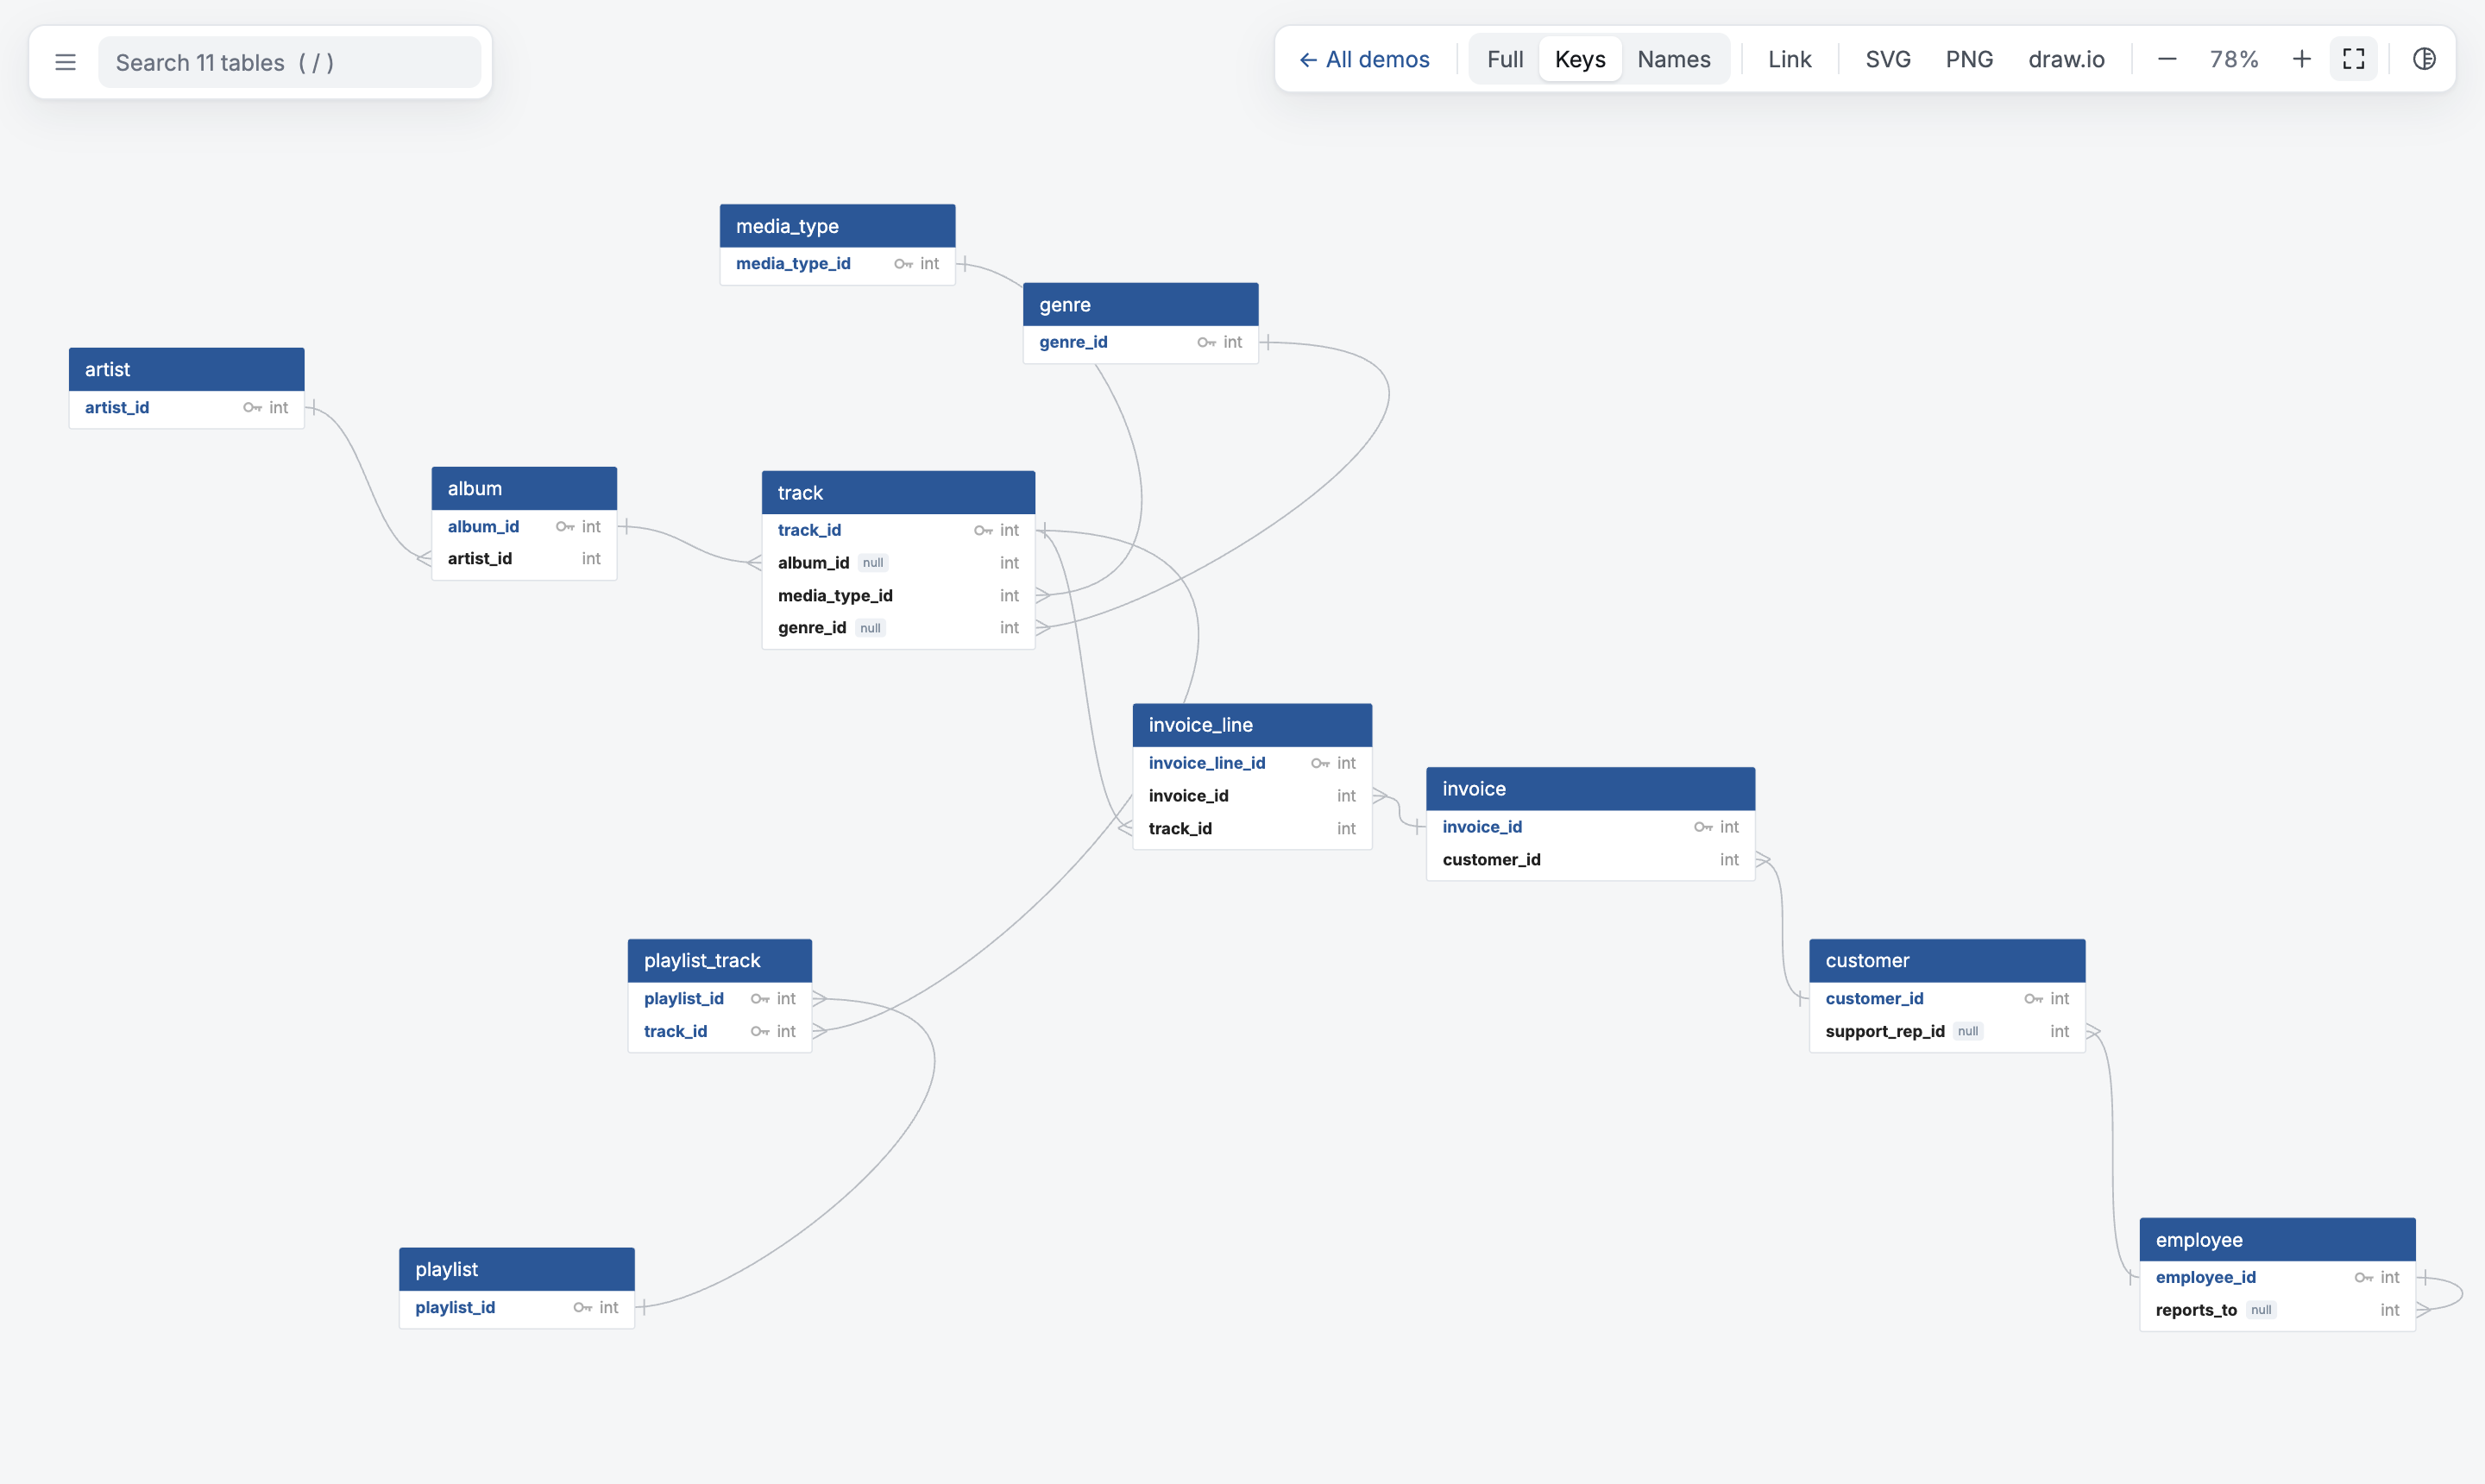 Search 11 tables ( / )
← All demos Full Keys Names Link SVG PNG draw.io − 78% +
media_type
media_type_id int
genre
genre_id int
artist
artist_id int
album
album_id int
artist_id int
track
track_id int
album_id null int
media_type_id int
genre_id null int
invoice_line
invoice_line_id int
invoice_id int
track_id int
invoice
invoice_id int
customer_id int
playlist_track
playlist_id int
track_id int
customer
customer_id int
support_rep_id null int
employee
employee_id int
reports_to null int
playlist
playlist_id int